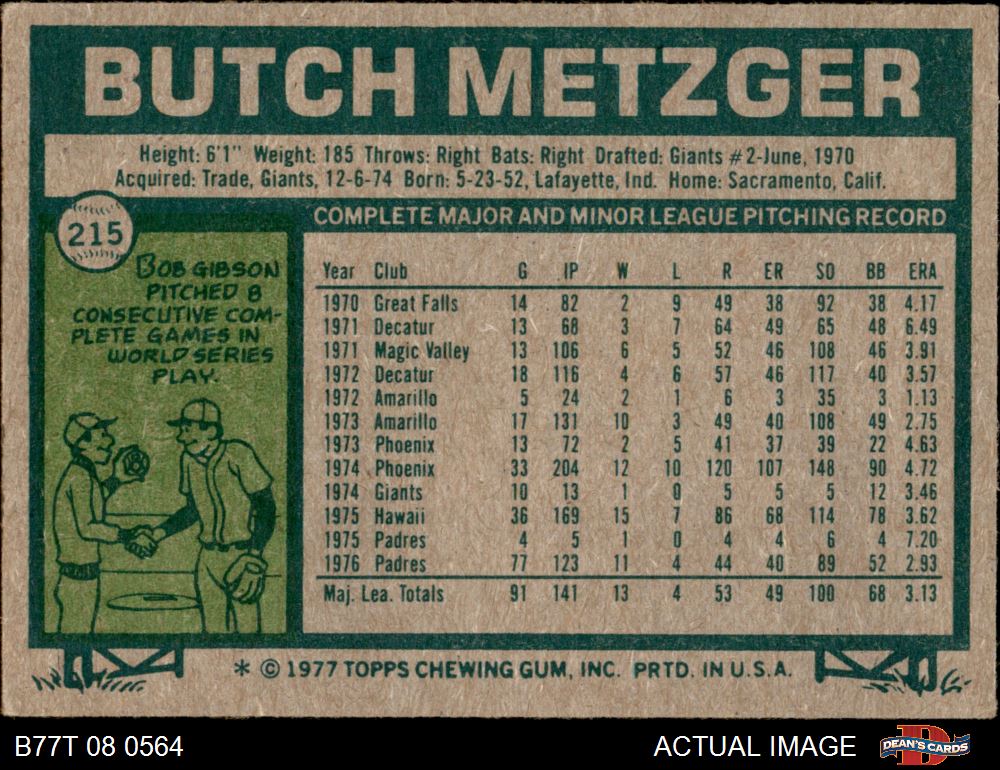 BUTCH METZGER
Height: 6'1" Weight: 185 Throws: Right Bats: Right Drafted: Giants #2-June, 1970
Acquired: Trade, Giants, 12-6-74 Born: 5-23-52, Lafayette, Ind. Home: Sacramento, Calif.
215
BOB GIBSON
PITCHED 8
CONSECUTIVE COM-
PLETE GAMES IN
WORLD SERIES
PLAY.
COMPLETE MAJOR AND MINOR LEAGUE PITCHING RECORD
Year Club G IP W L R ER SO BB ERA
1970 Great Falls 14 82 2 9 49 38 92 38 4.17
1971 Decatur 13 68 3 7 64 49 65 48 6.49
1971 Magic Valley 13 106 6 5 52 46 108 46 3.91
1972 Decatur 18 116 4 6 57 46 117 40 3.57
1972 Amarillo 5 24 2 1 6 3 35 3 1.13
1973 Amarillo 17 131 10 3 49 40 108 49 2.75
1973 Phoenix 13 72 2 5 41 37 39 22 4.63
1974 Phoenix 33 204 12 10 120 107 148 90 4.72
1974 Giants 10 13 1 0 5 5 5 12 3.46
1975 Hawaii 36 169 15 7 86 68 114 78 3.62
1975 Padres 4 5 1 0 4 4 6 4 7.20
1976 Padres 77 123 11 4 44 40 89 52 2.93
Maj. Lea. Totals 91 141 13 4 53 49 100 68 3.13
* © 1977 TOPPS CHEWING GUM, INC. PRTD. IN U.S.A.
B77T 08 0564 ACTUAL IMAGE DEAN'S CARDS